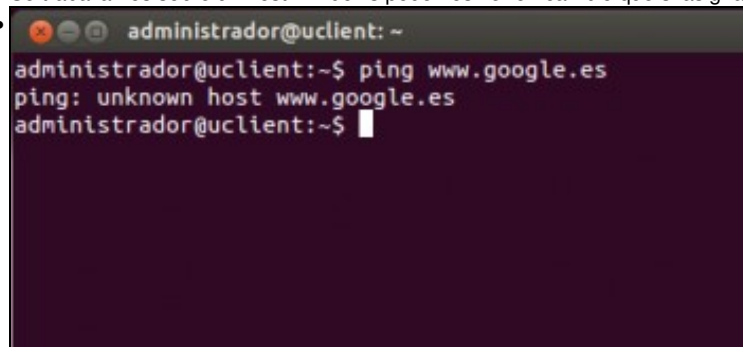 administrador@uclient: ~
administrador@uclient:~$ ping www.google.es
ping: unknown host www.google.es
administrador@uclient:~$